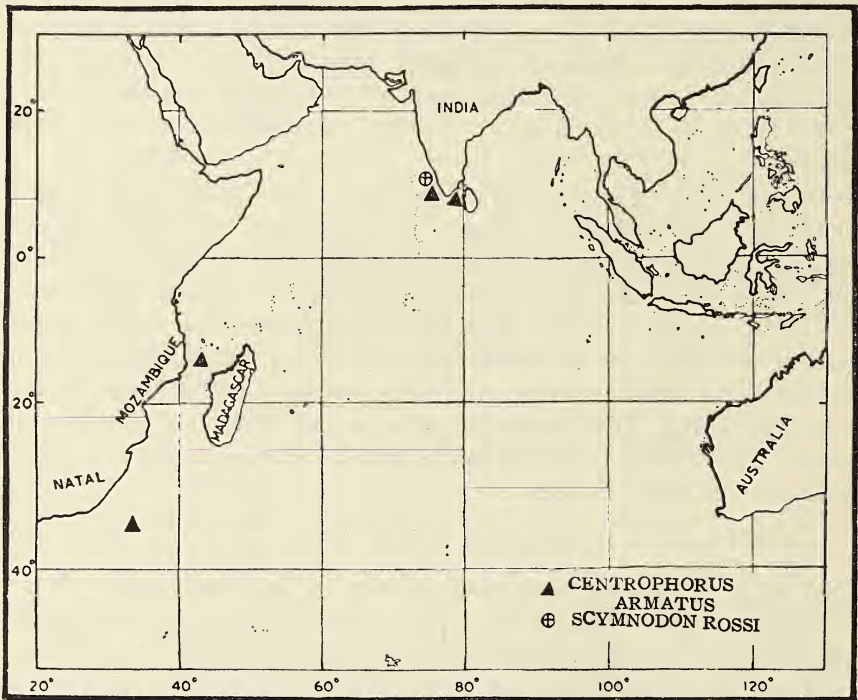 20°
INDIA
0°
MOZAMBIQUE
MADAGASCAR
20°
NATAL
AUSTRALIA
40°
▲ CENTROPHORUS
ARMATUS
⊕ SCYMNODON ROSSI
20° 40° 60° 80° 100° 120°